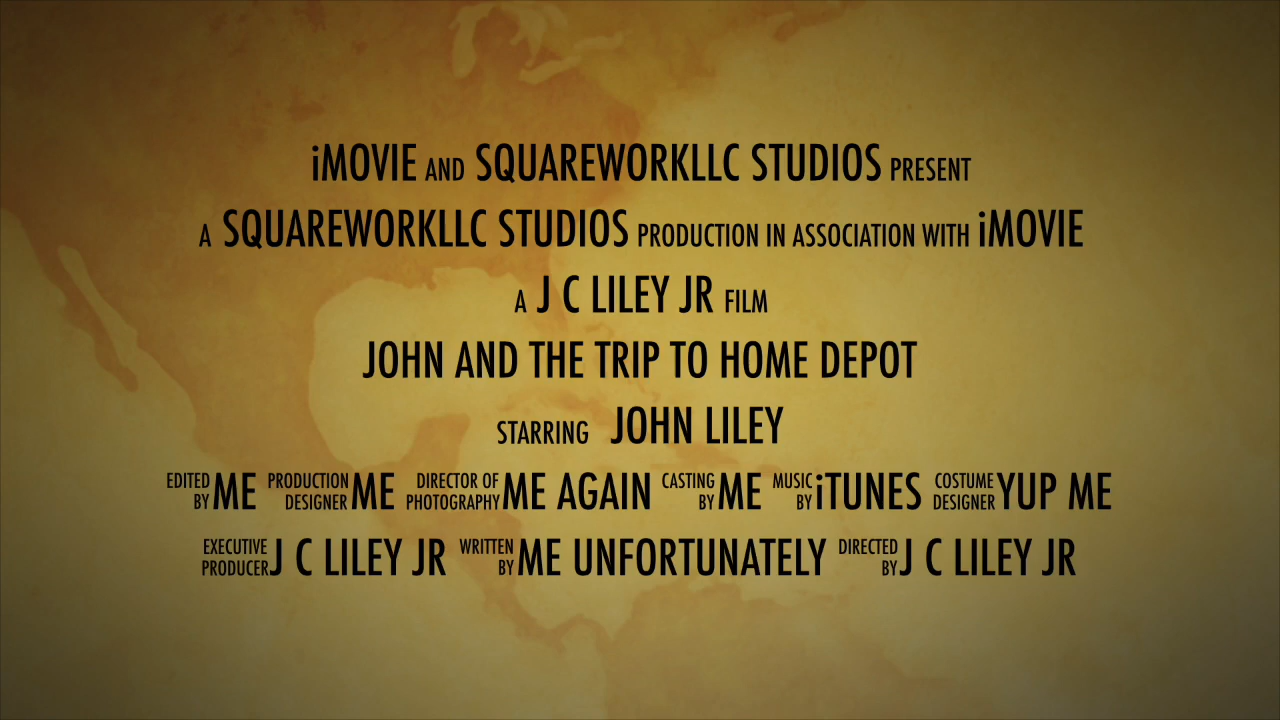 iMOVIE AND SQUAREWORKLLC STUDIOS PRESENT
A SQUAREWORKLLC STUDIOS PRODUCTION IN ASSOCIATION WITH iMOVIE
A J C LILEY JR FILM
JOHN AND THE TRIP TO HOME DEPOT
STARRING JOHN LILEY
EDITED BY ME PRODUCTION DESIGNER ME DIRECTOR OF PHOTOGRAPHY ME AGAIN CASTING BY ME MUSIC BY iTUNES COSTUME DESIGNER YUP ME
EXECUTIVE PRODUCER J C LILEY JR WRITTEN BY ME UNFORTUNATELY DIRECTED BY J C LILEY JR